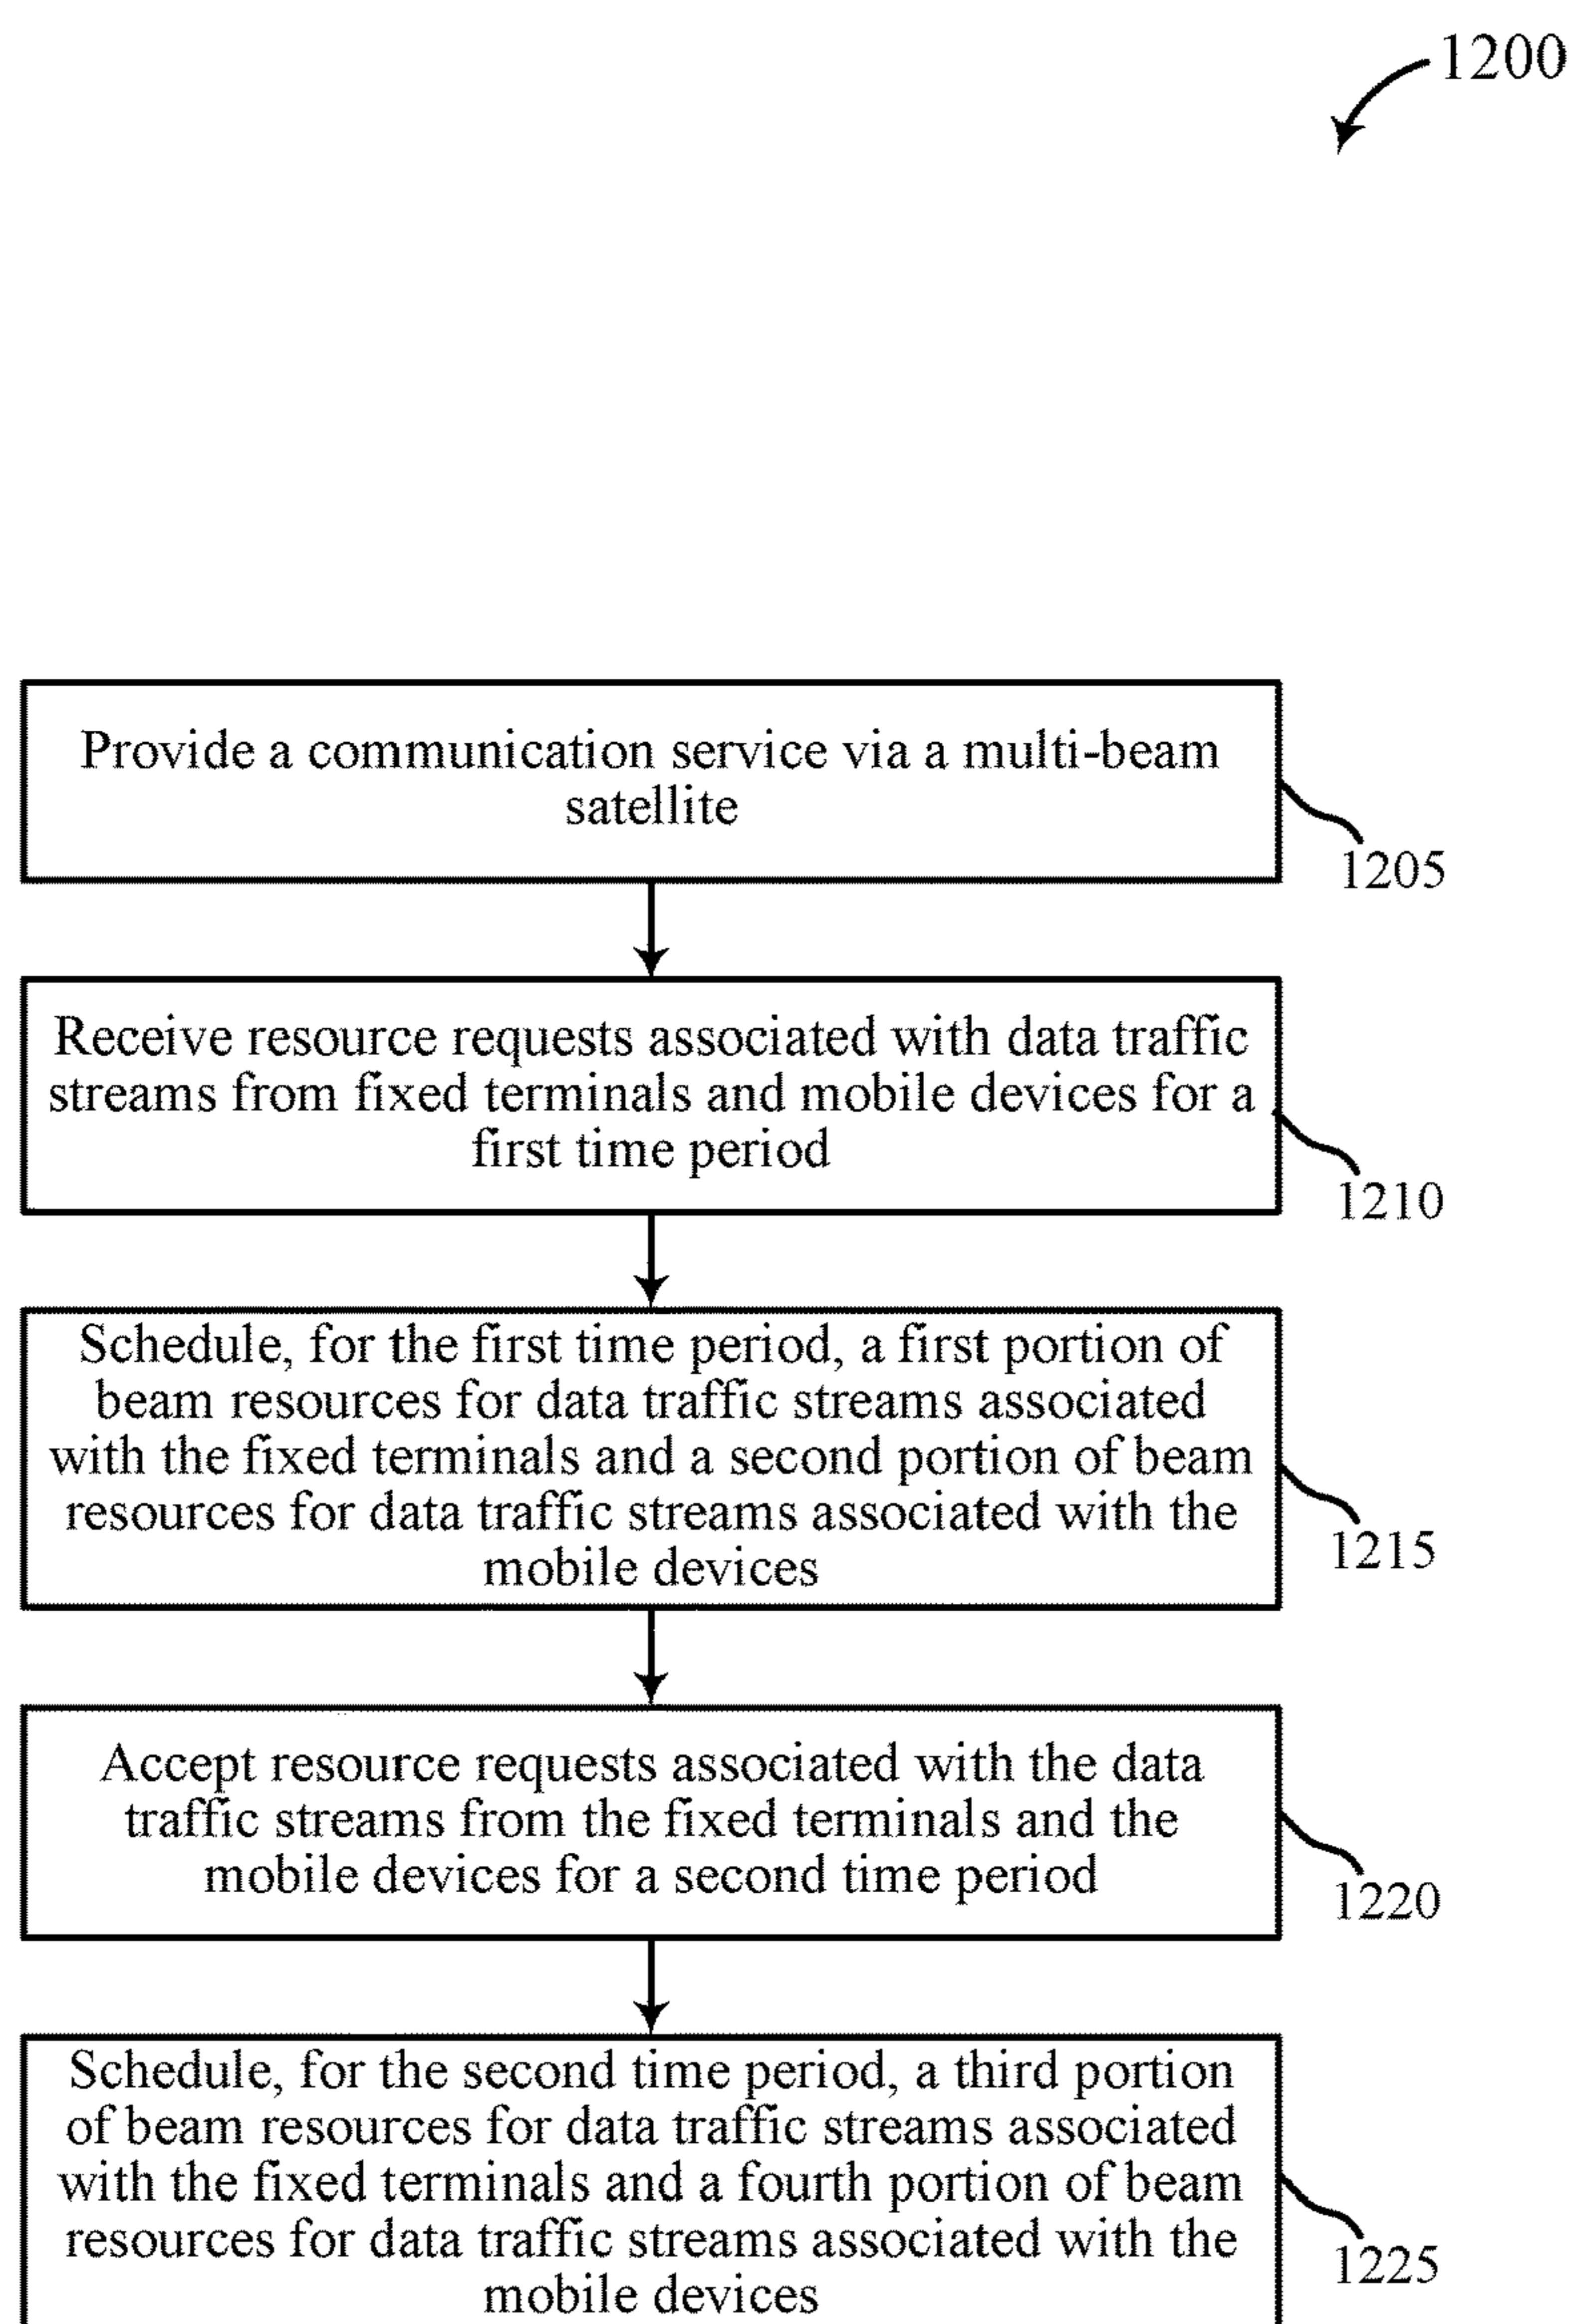 1200
Provide a communication service via a multi-beam
satellite
1205
Receive resource requests associated with data traffic
streams from fixed terminals and mobile devices for a
first time period
1210
Schedule, for the first time period, a first portion of
beam resources for data traffic streams associated
with the fixed terminals and a second portion of beam
resources for data traffic streams associated with the
mobile devices
1215
Accept resource requests associated with the data
traffic streams from the fixed terminals and the
mobile devices for a second time period
1220
Schedule, for the second time period, a third portion
of beam resources for data traffic streams associated
with the fixed terminals and a fourth portion of beam
resources for data traffic streams associated with the
mobile devices
1225